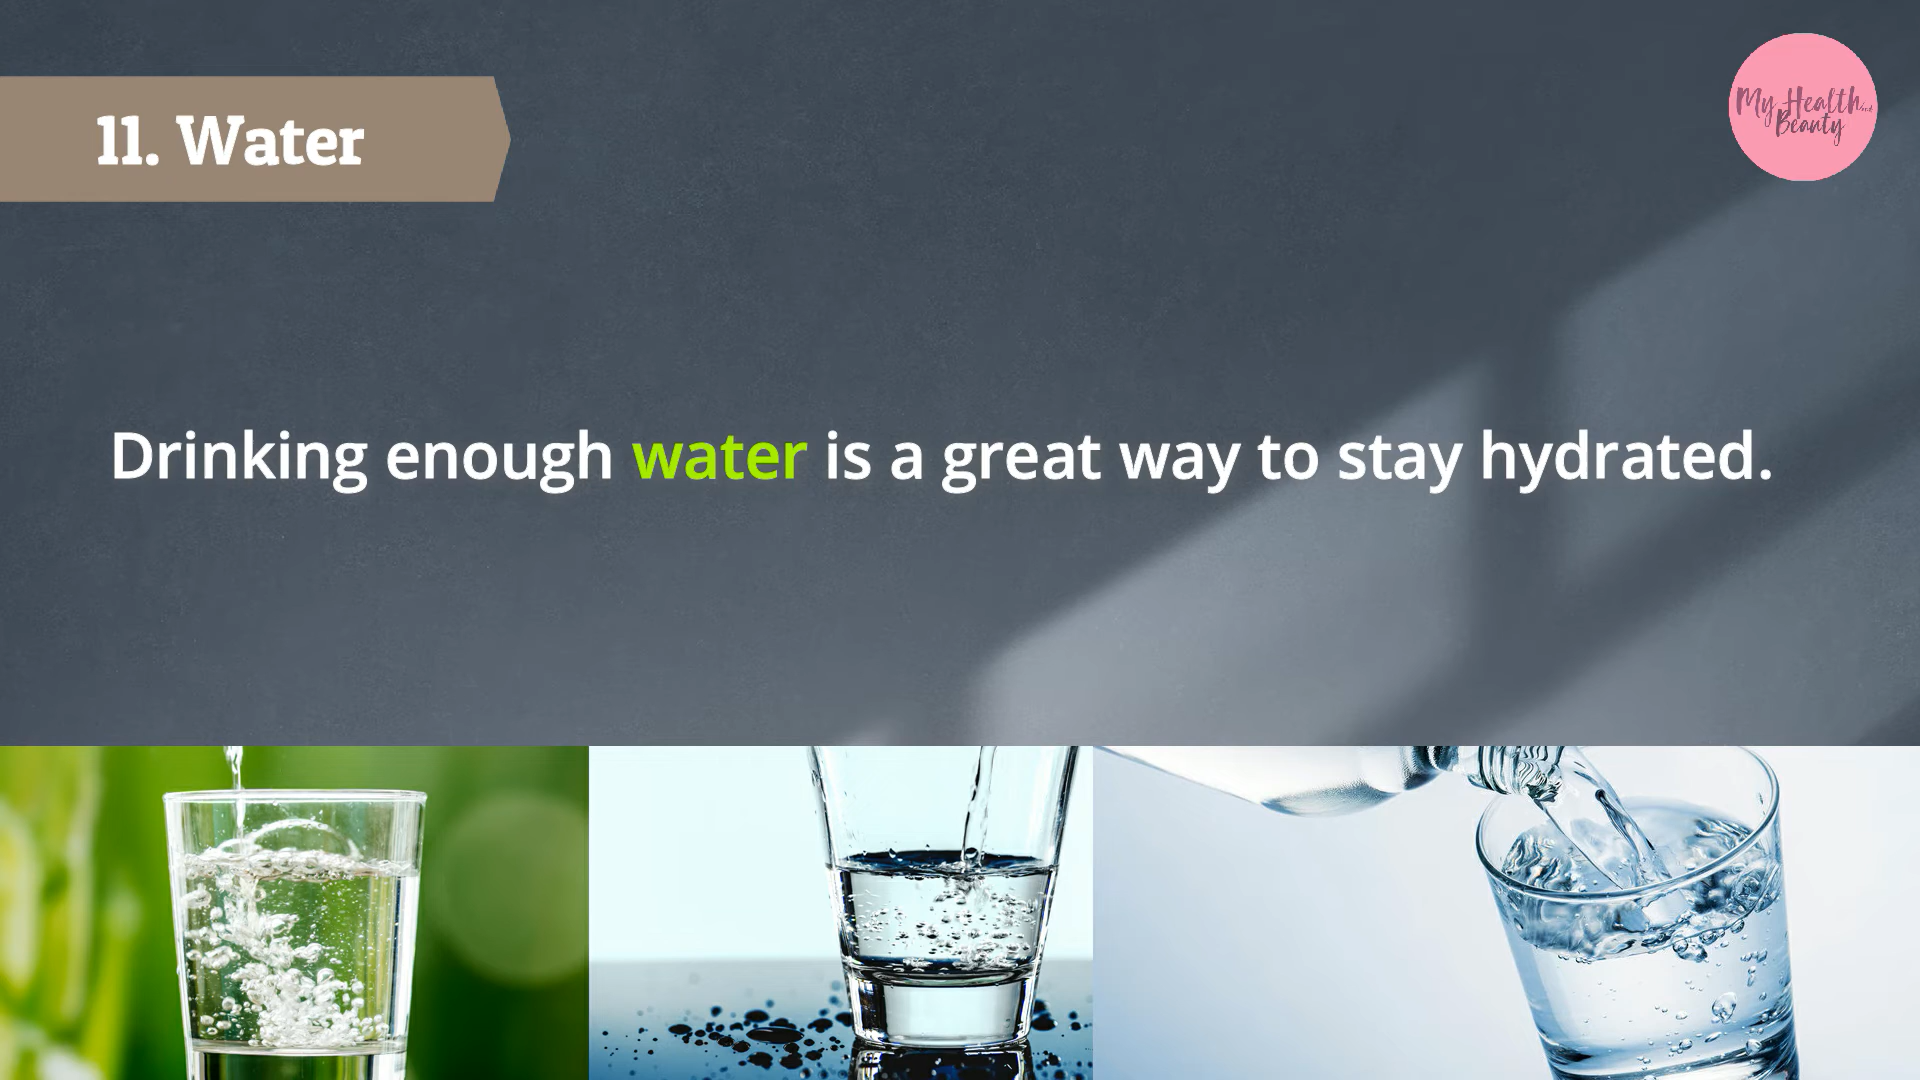 11. Water
My Health and
Beauty
Drinking enough water is a great way to stay hydrated.